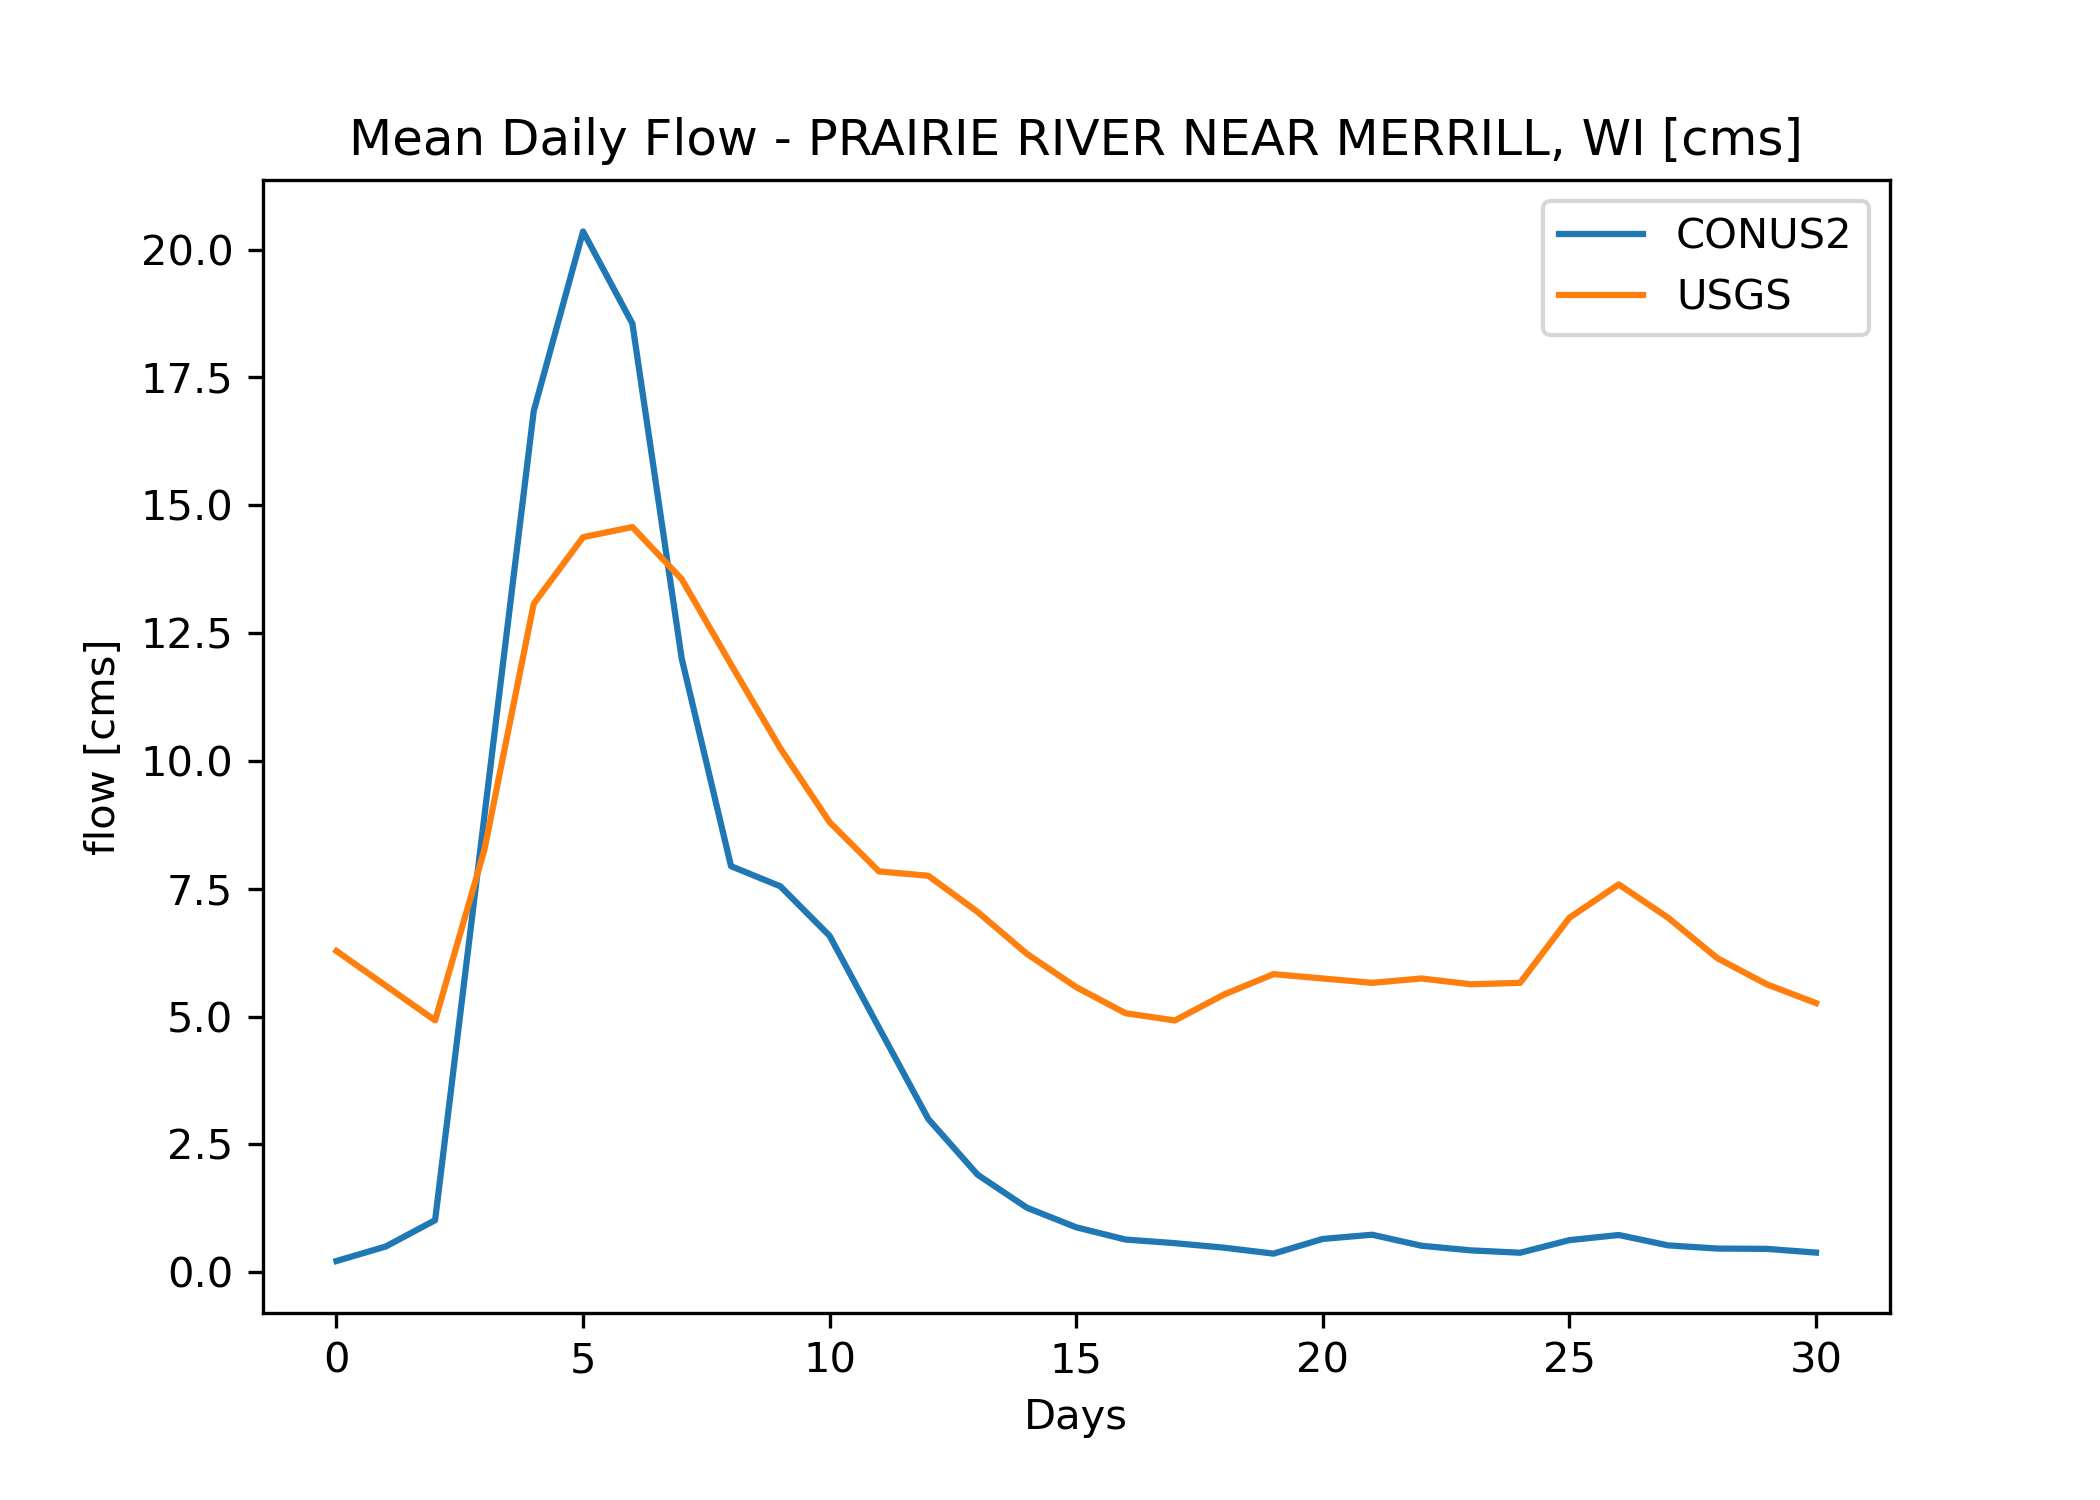 Mean Daily Flow - PRAIRIE RIVER NEAR MERRILL, WI [cms]
CONUS2
USGS
20.0
17.5
15.0
12.5
10.0
7.5
5.0
2.5
0.0
flow [cms]
0 5 10 15 20 25 30
Days